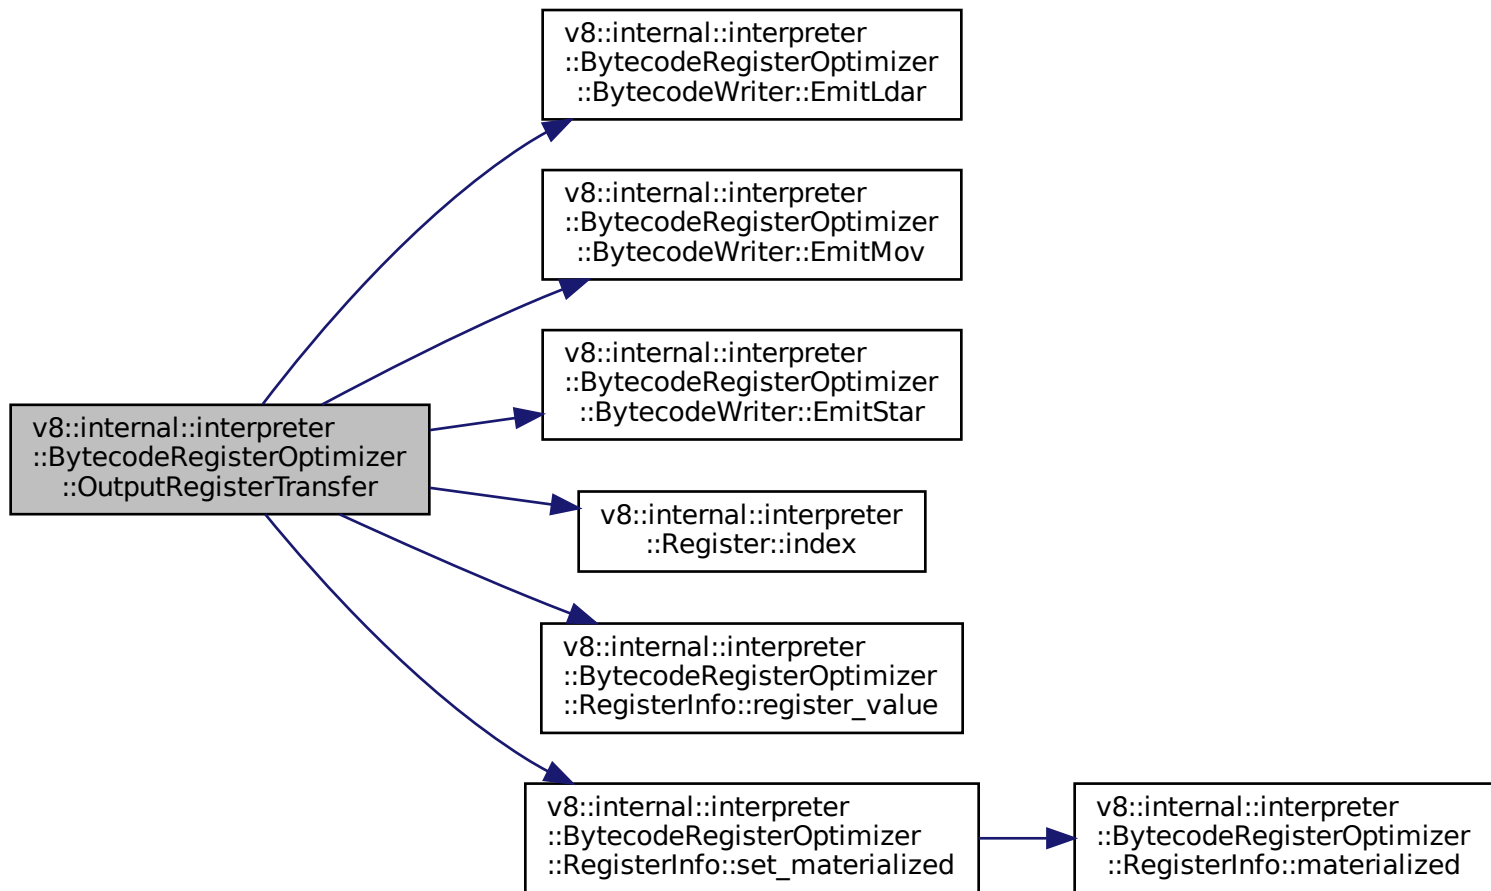 v8::internal::interpreter
::BytecodeRegisterOptimizer
::BytecodeWriter::EmitLdar
v8::internal::interpreter
::BytecodeRegisterOptimizer
::BytecodeWriter::EmitMov
v8::internal::interpreter
::BytecodeRegisterOptimizer
::BytecodeWriter::EmitStar
v8::internal::interpreter
::BytecodeRegisterOptimizer
::OutputRegisterTransfer
v8::internal::interpreter
::Register::index
v8::internal::interpreter
::BytecodeRegisterOptimizer
::RegisterInfo::register_value
v8::internal::interpreter
::BytecodeRegisterOptimizer
::RegisterInfo::set_materialized
v8::internal::interpreter
::BytecodeRegisterOptimizer
::RegisterInfo::materialized